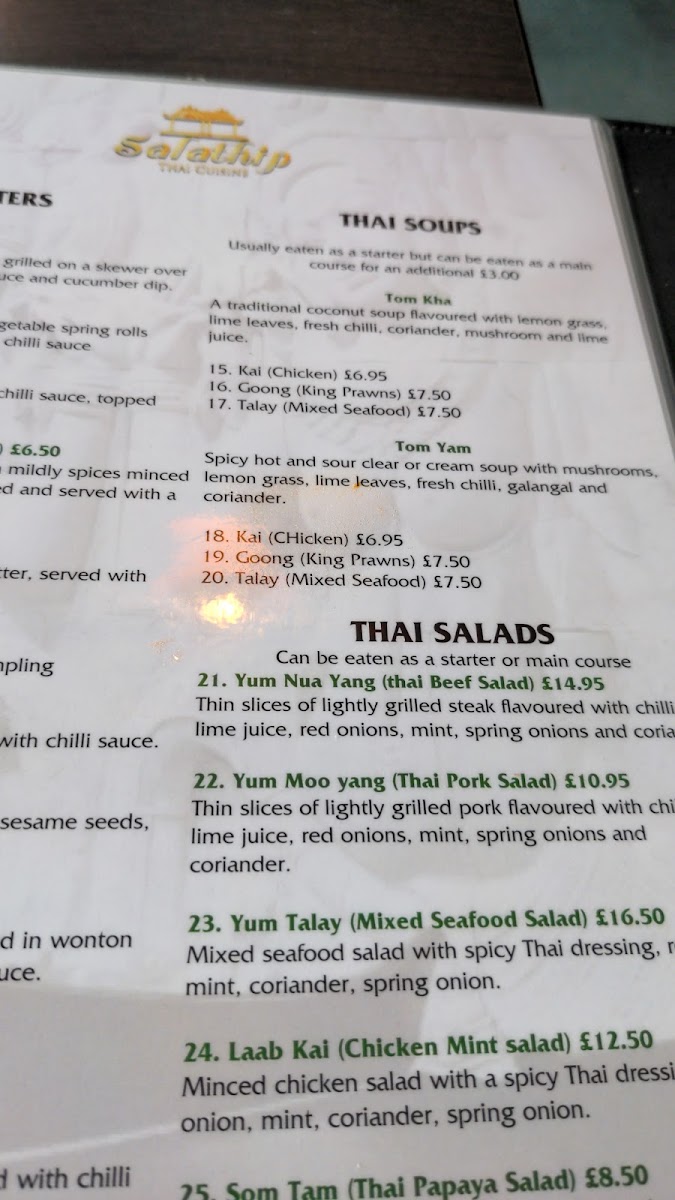 Salathip
THAI CUISINE
TERS
grilled on a skewer over
uce and cucumber dip.
getable spring rolls
chilli sauce
chilli sauce, topped
) £6.50
mildly spices minced
ed and served with a
tter, served with
mpling
with chilli sauce.
sesame seeds,
d in wonton
uce.
d with chilli
THAI SOUPS
Usually eaten as a starter but can be eaten as a main
course for an additional £3.00
Tom Kha
A traditional coconut soup flavoured with lemon grass,
lime leaves, fresh chilli, coriander, mushroom and lime
juice.
15. Kai (Chicken) £6.95
16. Goong (King Prawns) £7.50
17. Talay (Mixed Seafood) £7.50
Tom Yam
Spicy hot and sour clear or cream soup with mushrooms,
lemon grass, lime leaves, fresh chilli, galangal and
coriander.
18. Kai (CHicken) £6.95
19. Goong (King Prawns) £7.50
20. Talay (Mixed Seafood) £7.50
THAI SALADS
Can be eaten as a starter or main course
21. Yum Nua Yang (thai Beef Salad) £14.95
Thin slices of lightly grilled steak flavoured with chilli
lime juice, red onions, mint, spring onions and coria
22. Yum Moo yang (Thai Pork Salad) £10.95
Thin slices of lightly grilled pork flavoured with chi
lime juice, red onions, mint, spring onions and
coriander.
23. Yum Talay (Mixed Seafood Salad) £16.50
Mixed seafood salad with spicy Thai dressing, r
mint, coriander, spring onion.
24. Laab Kai (Chicken Mint salad) £12.50
Minced chicken salad with a spicy Thai dressi
onion, mint, coriander, spring onion.
25. Som Tam (Thai Papaya Salad) £8.50